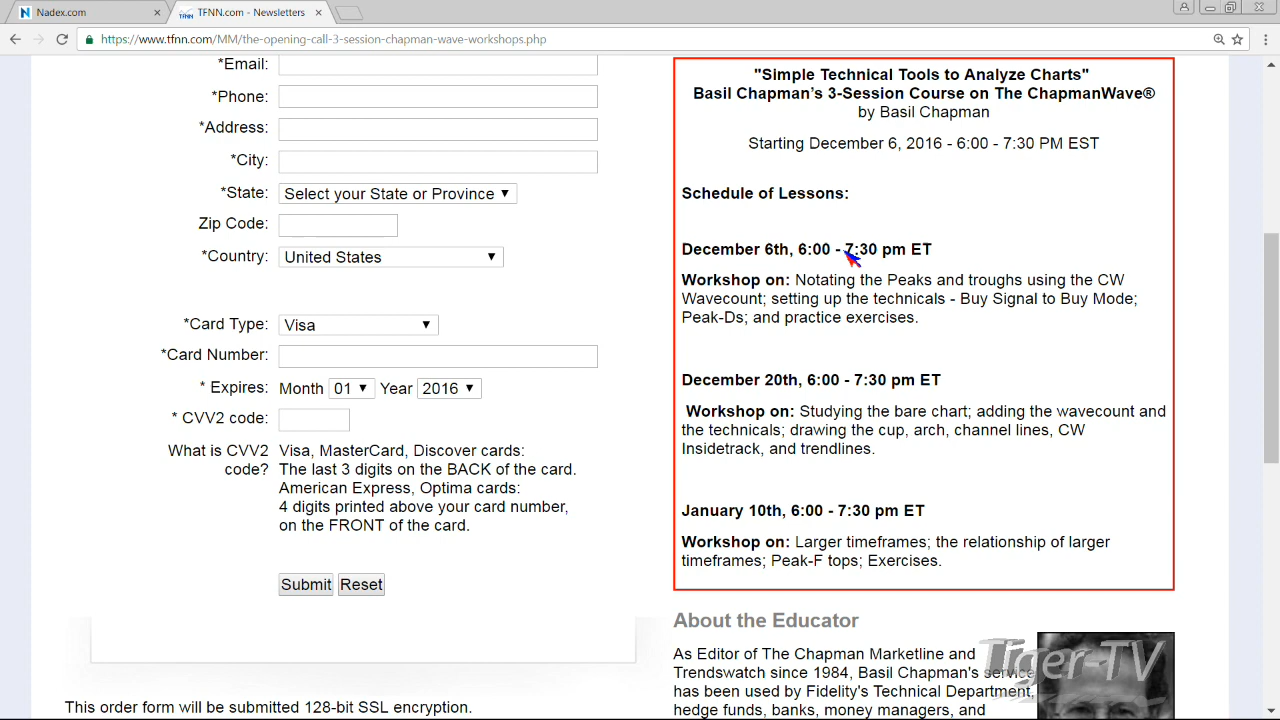 Nadex.com
TFNN.com - Newsletters
https://www.tfnn.com/MM/the-opening-call-3-session-chapman-wave-workshops.php
*Email:
*Phone:
*Address:
*City:
*State: Select your State or Province
Zip Code:
*Country: United States
*Card Type: Visa
*Card Number:
* Expires: Month 01 Year 2016
* CVV2 code:
What is CVV2 code?
Visa, MasterCard, Discover cards:
The last 3 digits on the BACK of the card.
American Express, Optima cards:
4 digits printed above your card number,
on the FRONT of the card.
Submit Reset
This order form will be submitted 128-bit SSL encryption.
"Simple Technical Tools to Analyze Charts"
Basil Chapman's 3-Session Course on The ChapmanWave®
by Basil Chapman
Starting December 6, 2016 - 6:00 - 7:30 PM EST
Schedule of Lessons:
December 6th, 6:00 - 7:30 pm ET
Workshop on: Notating the Peaks and troughs using the CW
Wavecount; setting up the technicals - Buy Signal to Buy Mode;
Peak-Ds; and practice exercises.
December 20th, 6:00 - 7:30 pm ET
Workshop on: Studying the bare chart; adding the wavecount and
the technicals; drawing the cup, arch, channel lines, CW
Insidetrack, and trendlines.
January 10th, 6:00 - 7:30 pm ET
Workshop on: Larger timeframes; the relationship of larger
timeframes; Peak-F tops; Exercises.
About the Educator
As Editor of The Chapman Marketline and
Trendswatch since 1984, Basil Chapman's service
has been used by Fidelity's Technical Department,
hedge funds, banks, money managers, and
Tiger-TV